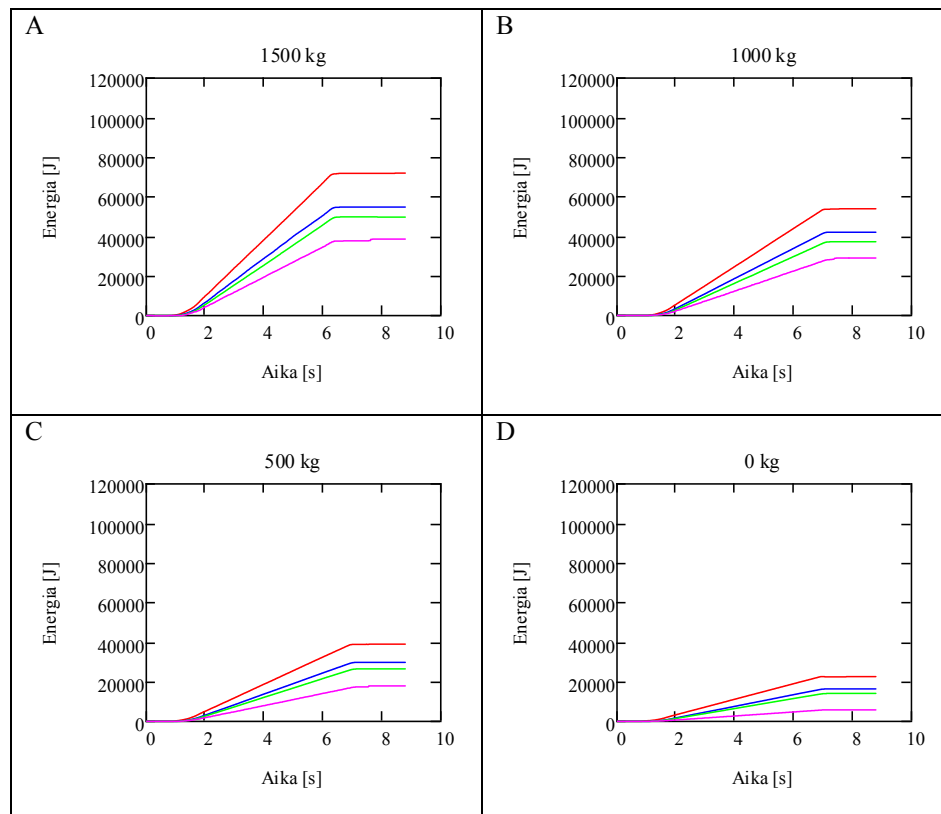 A
1500 kg
120000
100000
80000
60000
40000
20000
0
Energia [J]
0 2 4 6 8 10
Aika [s]
B
1000 kg
120000
100000
80000
60000
40000
20000
0
Energia [J]
0 2 4 6 8 10
Aika [s]
C
500 kg
120000
100000
80000
60000
40000
20000
0
Energia [J]
0 2 4 6 8 10
Aika [s]
D
0 kg
120000
100000
80000
60000
40000
20000
0
Energia [J]
0 2 4 6 8 10
Aika [s]